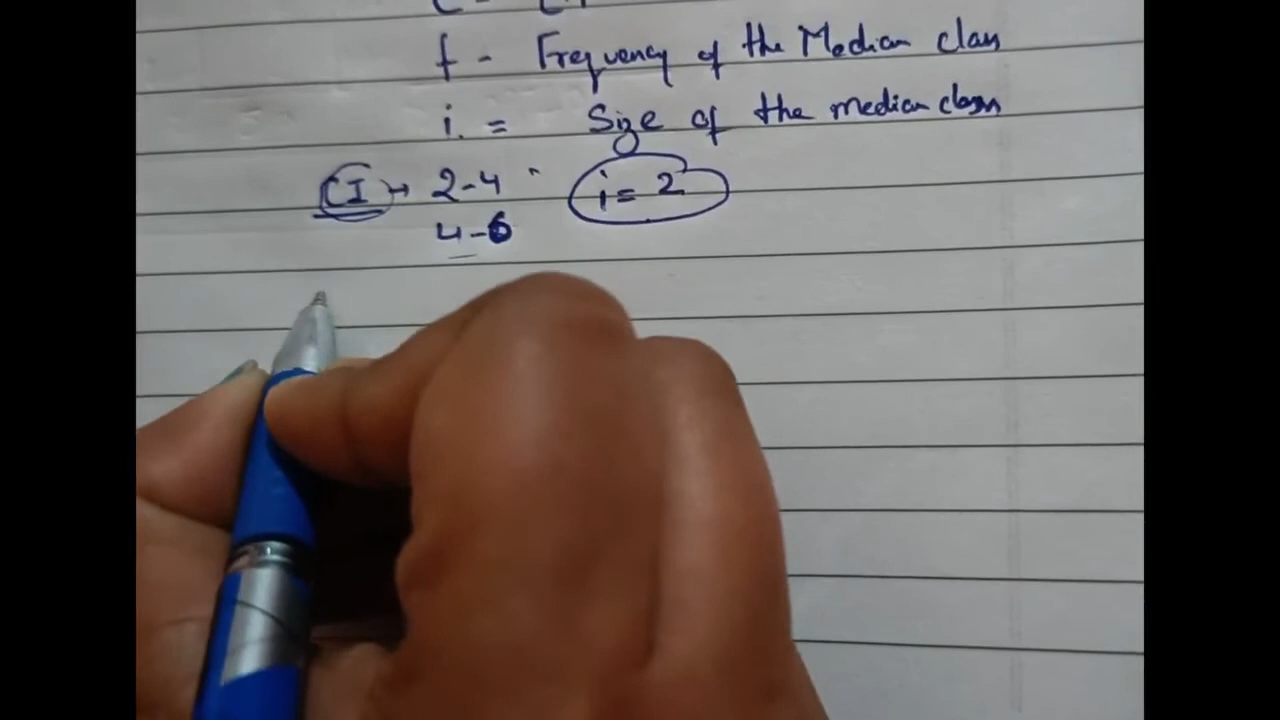 f - Frequency of the Median class
i. = Size of the median class
CI → 2-4 i = 2
4-6